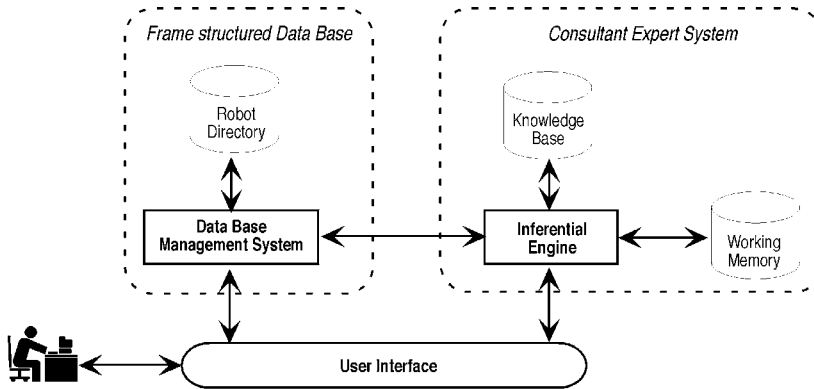 Frame structured Data Base
Consultant Expert System
Robot
Directory
Knowledge
Base
Data Base
Management System
Inferential
Engine
Working
Memory
User Interface